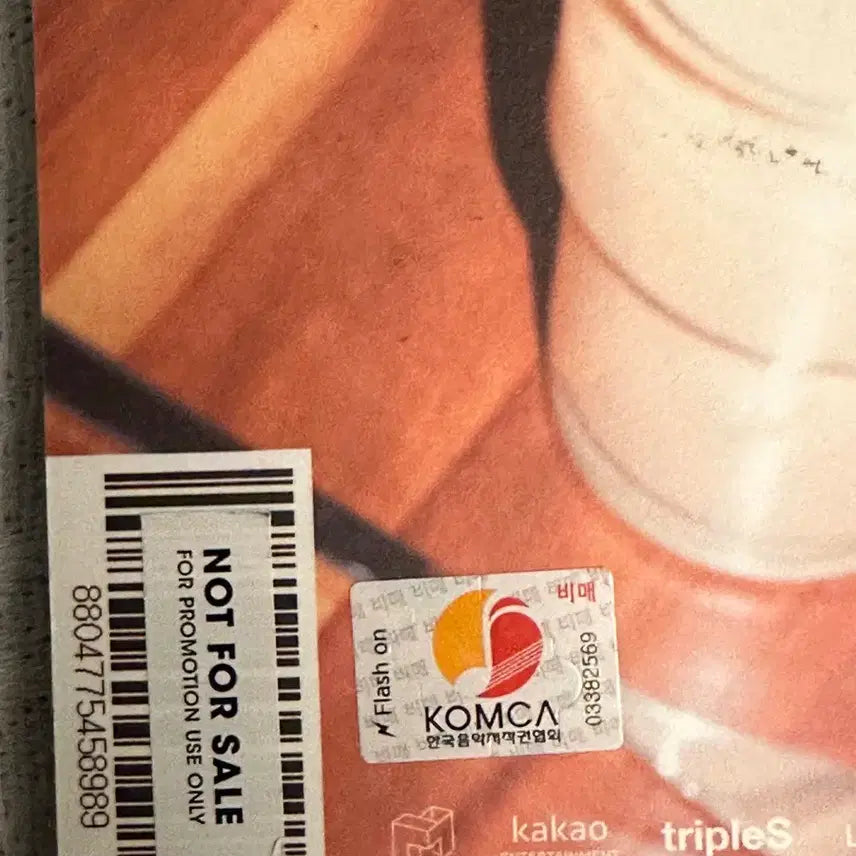 8804775458989
NOT FOR SALE
FOR PROMOTION USE ONLY
Flash on
비매
KOMCA
한국음악저작권협회
03382569
kakao
ENTERTAINMENT
tripleS